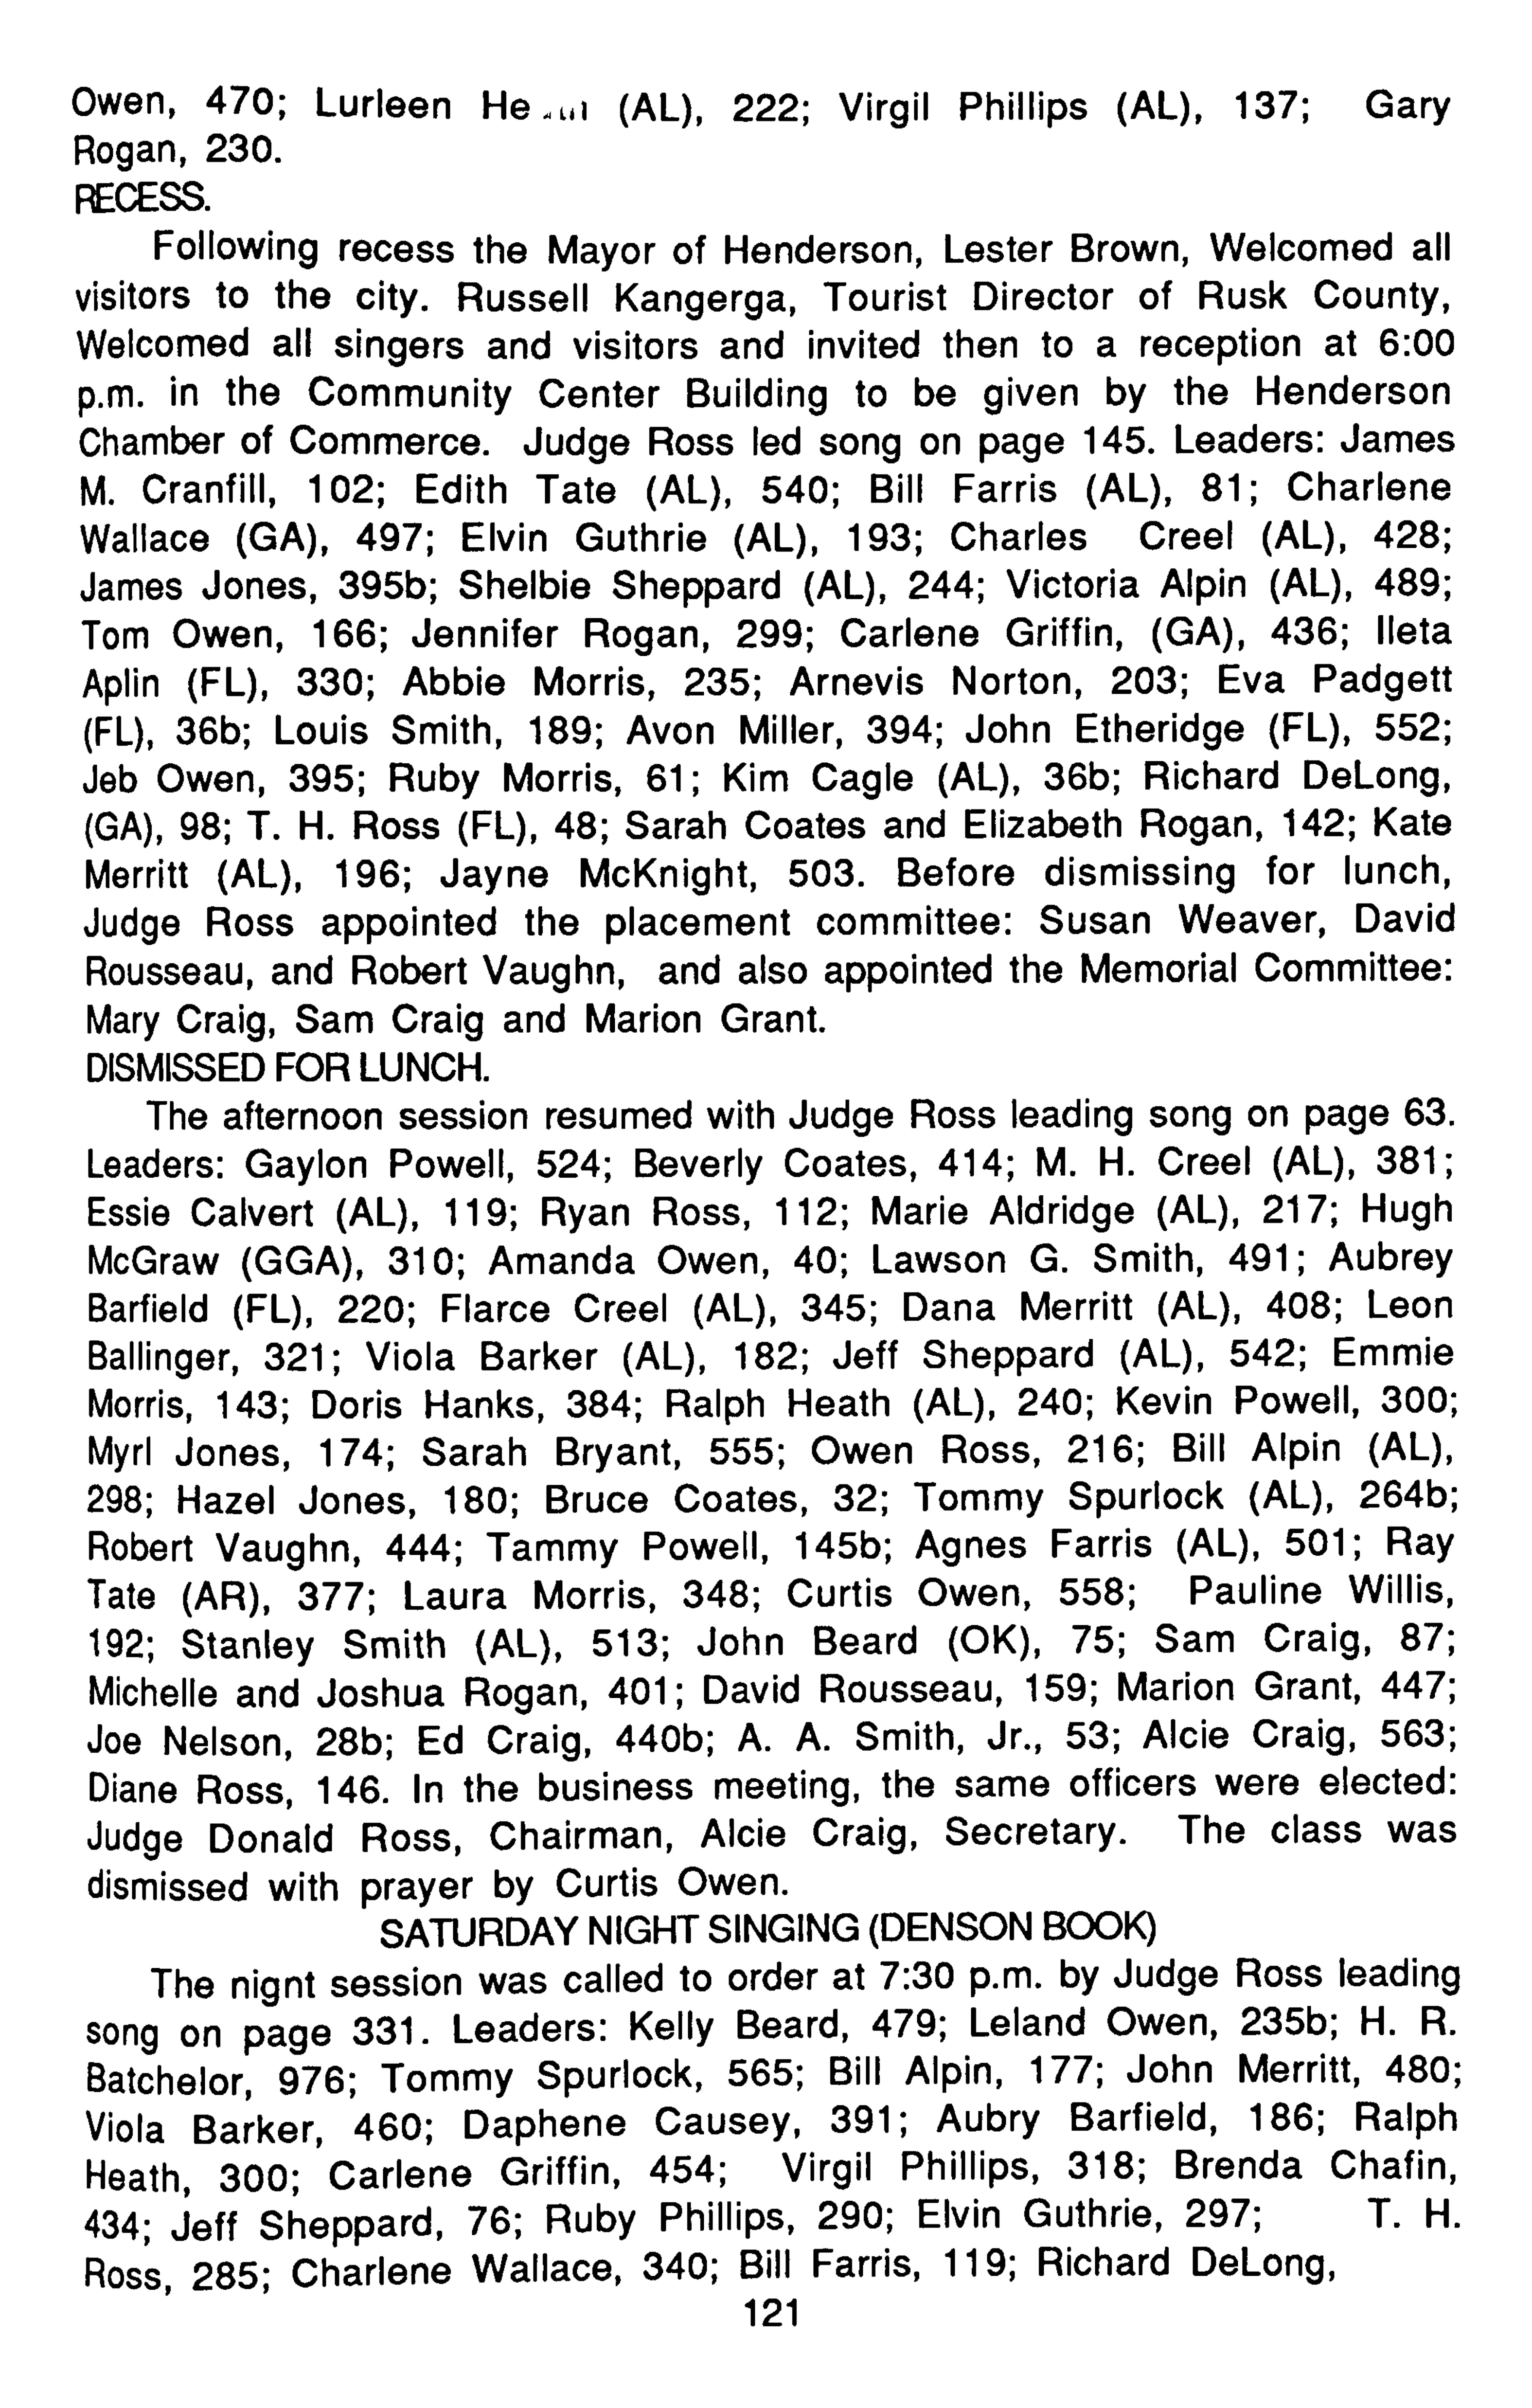 Owen, 470; Lurleen (AL), 222; Virgil Phillips (AL), 137; Gary
Rogan, 230.
RECESS.
Following recess the Mayor of Henderson, Lester Brown, Welcomed all
visitors to the city. Russell Kangerga, Tourist Director of Rusk County,
Welcomed all singers and visitors and invited then to a reception at 6:00
p.m. in the Community Center Building to be given by the Henderson
Chamber of Commerce. Judge Ross led song on page 145. Leaders: James
M. Cranfill, 102; Edith Tate (AL), 540; Bill Farris (AL), 81; Charlene
Wallace (GA), 497; Elvin Guthrie (AL), 193; Charles Creel (AL), 428;
James Jones, 395b; Shelbie Sheppard (AL), 244; Victoria Alpin (AL), 489;
Tom Owen, 166; Jennifer Rogan, 299; Carlene Griffin, (GA), 436; Ileta
Aplin (FL), 330; Abbie Morris, 235; Arnevis Norton, 203; Eva Padgett
(FL), 36b; Louis Smith, 189; Avon Miller, 394; John Etheridge (FL), 552;
Jeb Owen, 395; Ruby Morris, 61; Kim Cagle (AL), 36b; Richard DeLong,
(GA), 98; T. H. Ross (FL), 48; Sarah Coates and Elizabeth Rogan, 142; Kate
Merritt (AL), 196; Jayne McKnight, 503. Before dismissing for lunch,
Judge Ross appointed the placement committee: Susan Weaver, David
Rousseau, and Robert Vaughn, and also appointed the Memorial Committee:
Mary Craig, Sam Craig and Marion Grant.
DISMISSED FOR LUNCH.
The afternoon session resumed with Judge Ross leading song on page 63.
Leaders: Gaylon Powell, 524; Beverly Coates, 414; M. H. Creel (AL), 381;
Essie Calvert (AL), 119; Ryan Ross, 112; Marie Aldridge (AL), 217; Hugh
McGraw (GGA), 310; Amanda Owen, 40; Lawson G. Smith, 491; Aubrey
Barfield (FL), 220; Flarce Creel (AL), 345; Dana Merritt (AL), 408; Leon
Ballinger, 321; Viola Barker (AL), 182; Jeff Sheppard (AL), 542; Emmie
Morris, 143; Doris Hanks, 384; Ralph Heath (AL), 240; Kevin Powell, 300;
Myrl Jones, 174; Sarah Bryant, 555; Owen Ross, 216; Bill Alpin (AL),
298; Hazel Jones, 180; Bruce Coates, 32; Tommy Spurlock (AL), 264b;
Robert Vaughn, 444; Tammy Powell, 145b; Agnes Farris (AL), 501; Ray
Tate (AR), 377; Laura Morris, 348; Curtis Owen, 558; Pauline Willis,
192; Stanley Smith (AL), 513; John Beard (OK), 75; Sam Craig, 87;
Michelle and Joshua Rogan, 401; David Rousseau, 159; Marion Grant, 447;
Joe Nelson, 28b; Ed Craig, 440b; A. A. Smith, Jr., 53; Alcie Craig, 563;
Diane Ross, 146. In the business meeting, the same officers were elected:
Judge Donald Ross, Chairman, Alcie Craig, Secretary. The class was
dismissed with prayer by Curtis Owen.
SATURDAY NIGHT SINGING (DENSON BOOK)
The nignt session was called to order at 7:30 p.m. by Judge Ross leading
song on page 331. Leaders: Kelly Beard, 479; Leland Owen, 235b; H. R.
Batchelor, 976; Tommy Spurlock, 565; Bill Alpin, 177; John Merritt, 480;
Viola Barker, 460; Daphene Causey, 391; Aubry Barfield, 186; Ralph
Heath, 300; Carlene Griffin, 454; Virgil Phillips, 318; Brenda Chafin,
434; Jeff Sheppard, 76; Ruby Phillips, 290; Elvin Guthrie, 297; T. H.
Ross, 285; Charlene Wallace, 340; Bill Farris, 119; Richard DeLong,
121